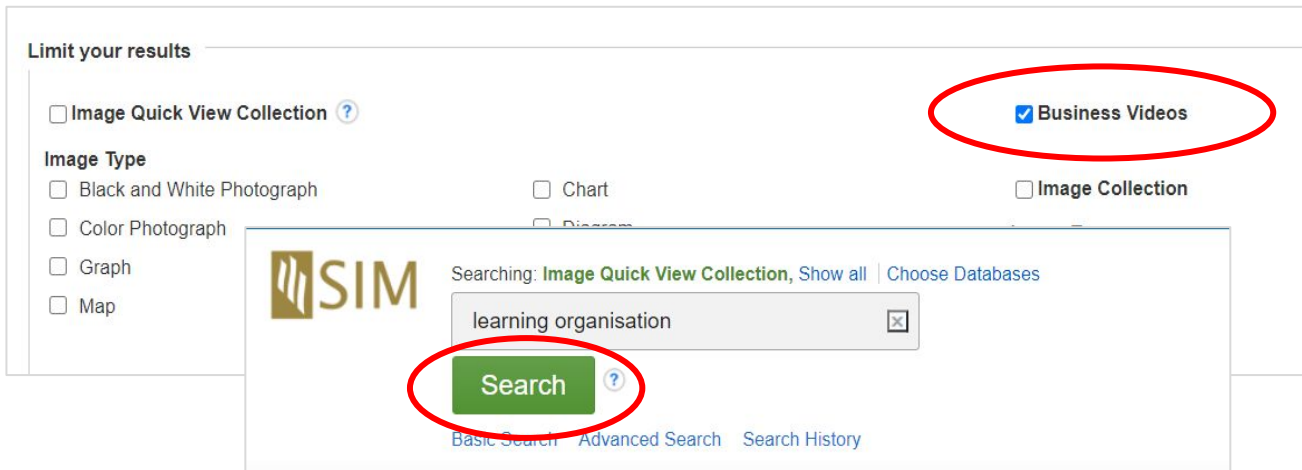 Limit your results
Image Quick View Collection ?
Business Videos
Image Type
Black and White Photograph
Chart
Image Collection
Color Photograph
Diagram
Graph
Map
SIM
Searching: Image Quick View Collection, Show all | Choose Databases
learning organisation
Search ?
Basic Search Advanced Search Search History